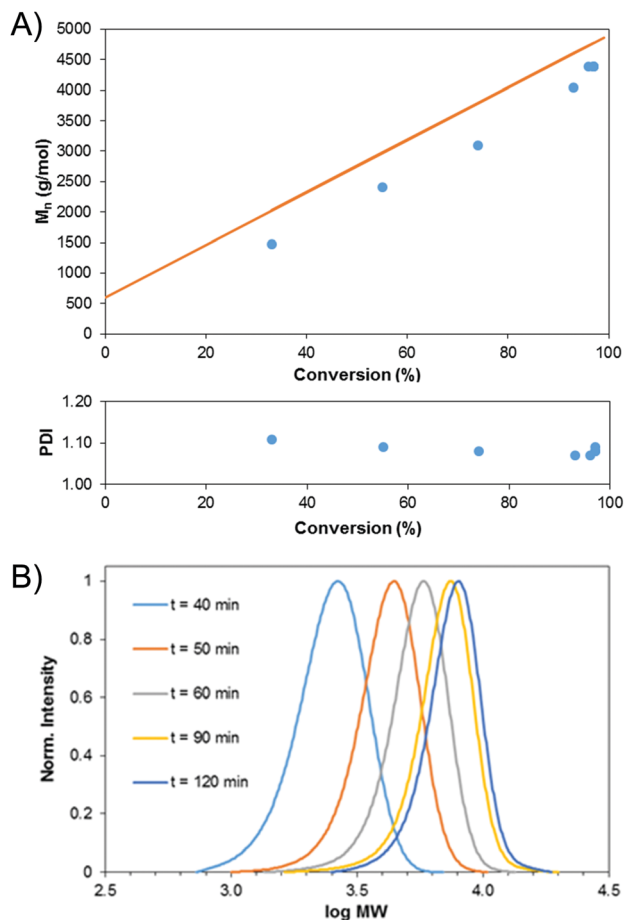 A)
5000
4500
4000
3500
3000
2500
2000
1500
1000
500
0
Mₙ (g/mol)
0 20 40 60 80 100
Conversion (%)
1.20
1.10
1.00
PDI
0 20 40 60 80 100
Conversion (%)
B)
1
0.8
0.6
0.4
0.2
0
Norm. Intensity
t = 40 min
t = 50 min
t = 60 min
t = 90 min
t = 120 min
2.5 3.0 3.5 4.0 4.5
log MW